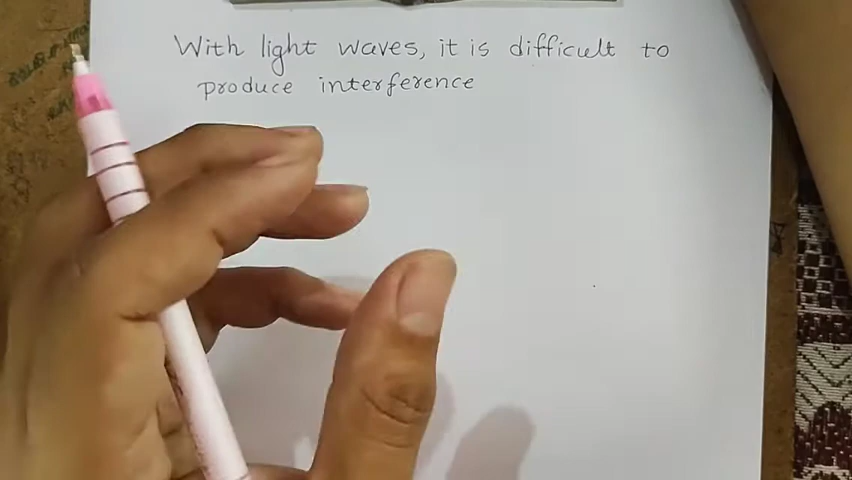 With light waves, it is difficult to
produce interference